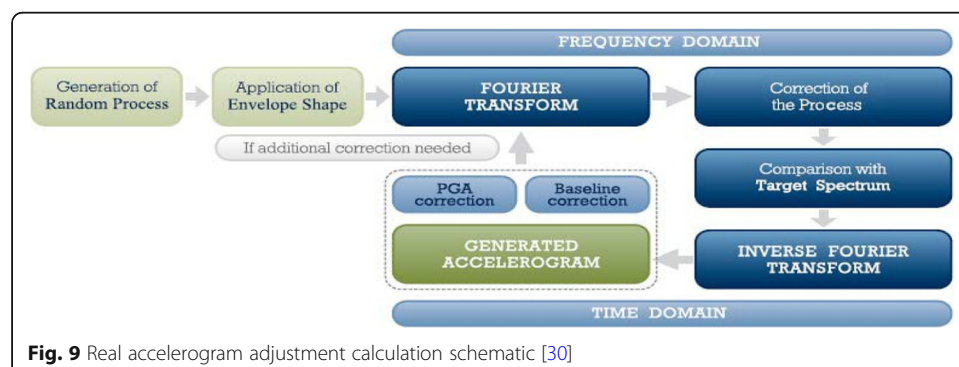 FREQUENCY DOMAIN
Generation of
Random Process
Application of
Envelope Shape
FOURIER
TRANSFORM
Correction of
the Process
If additional correction needed
Comparison with
Target Spectrum
PGA
correction
Baseline
correction
GENERATED
ACCELEROGRAM
INVERSE FOURIER
TRANSFORM
TIME DOMAIN
Fig. 9 Real accelerogram adjustment calculation schematic [30]